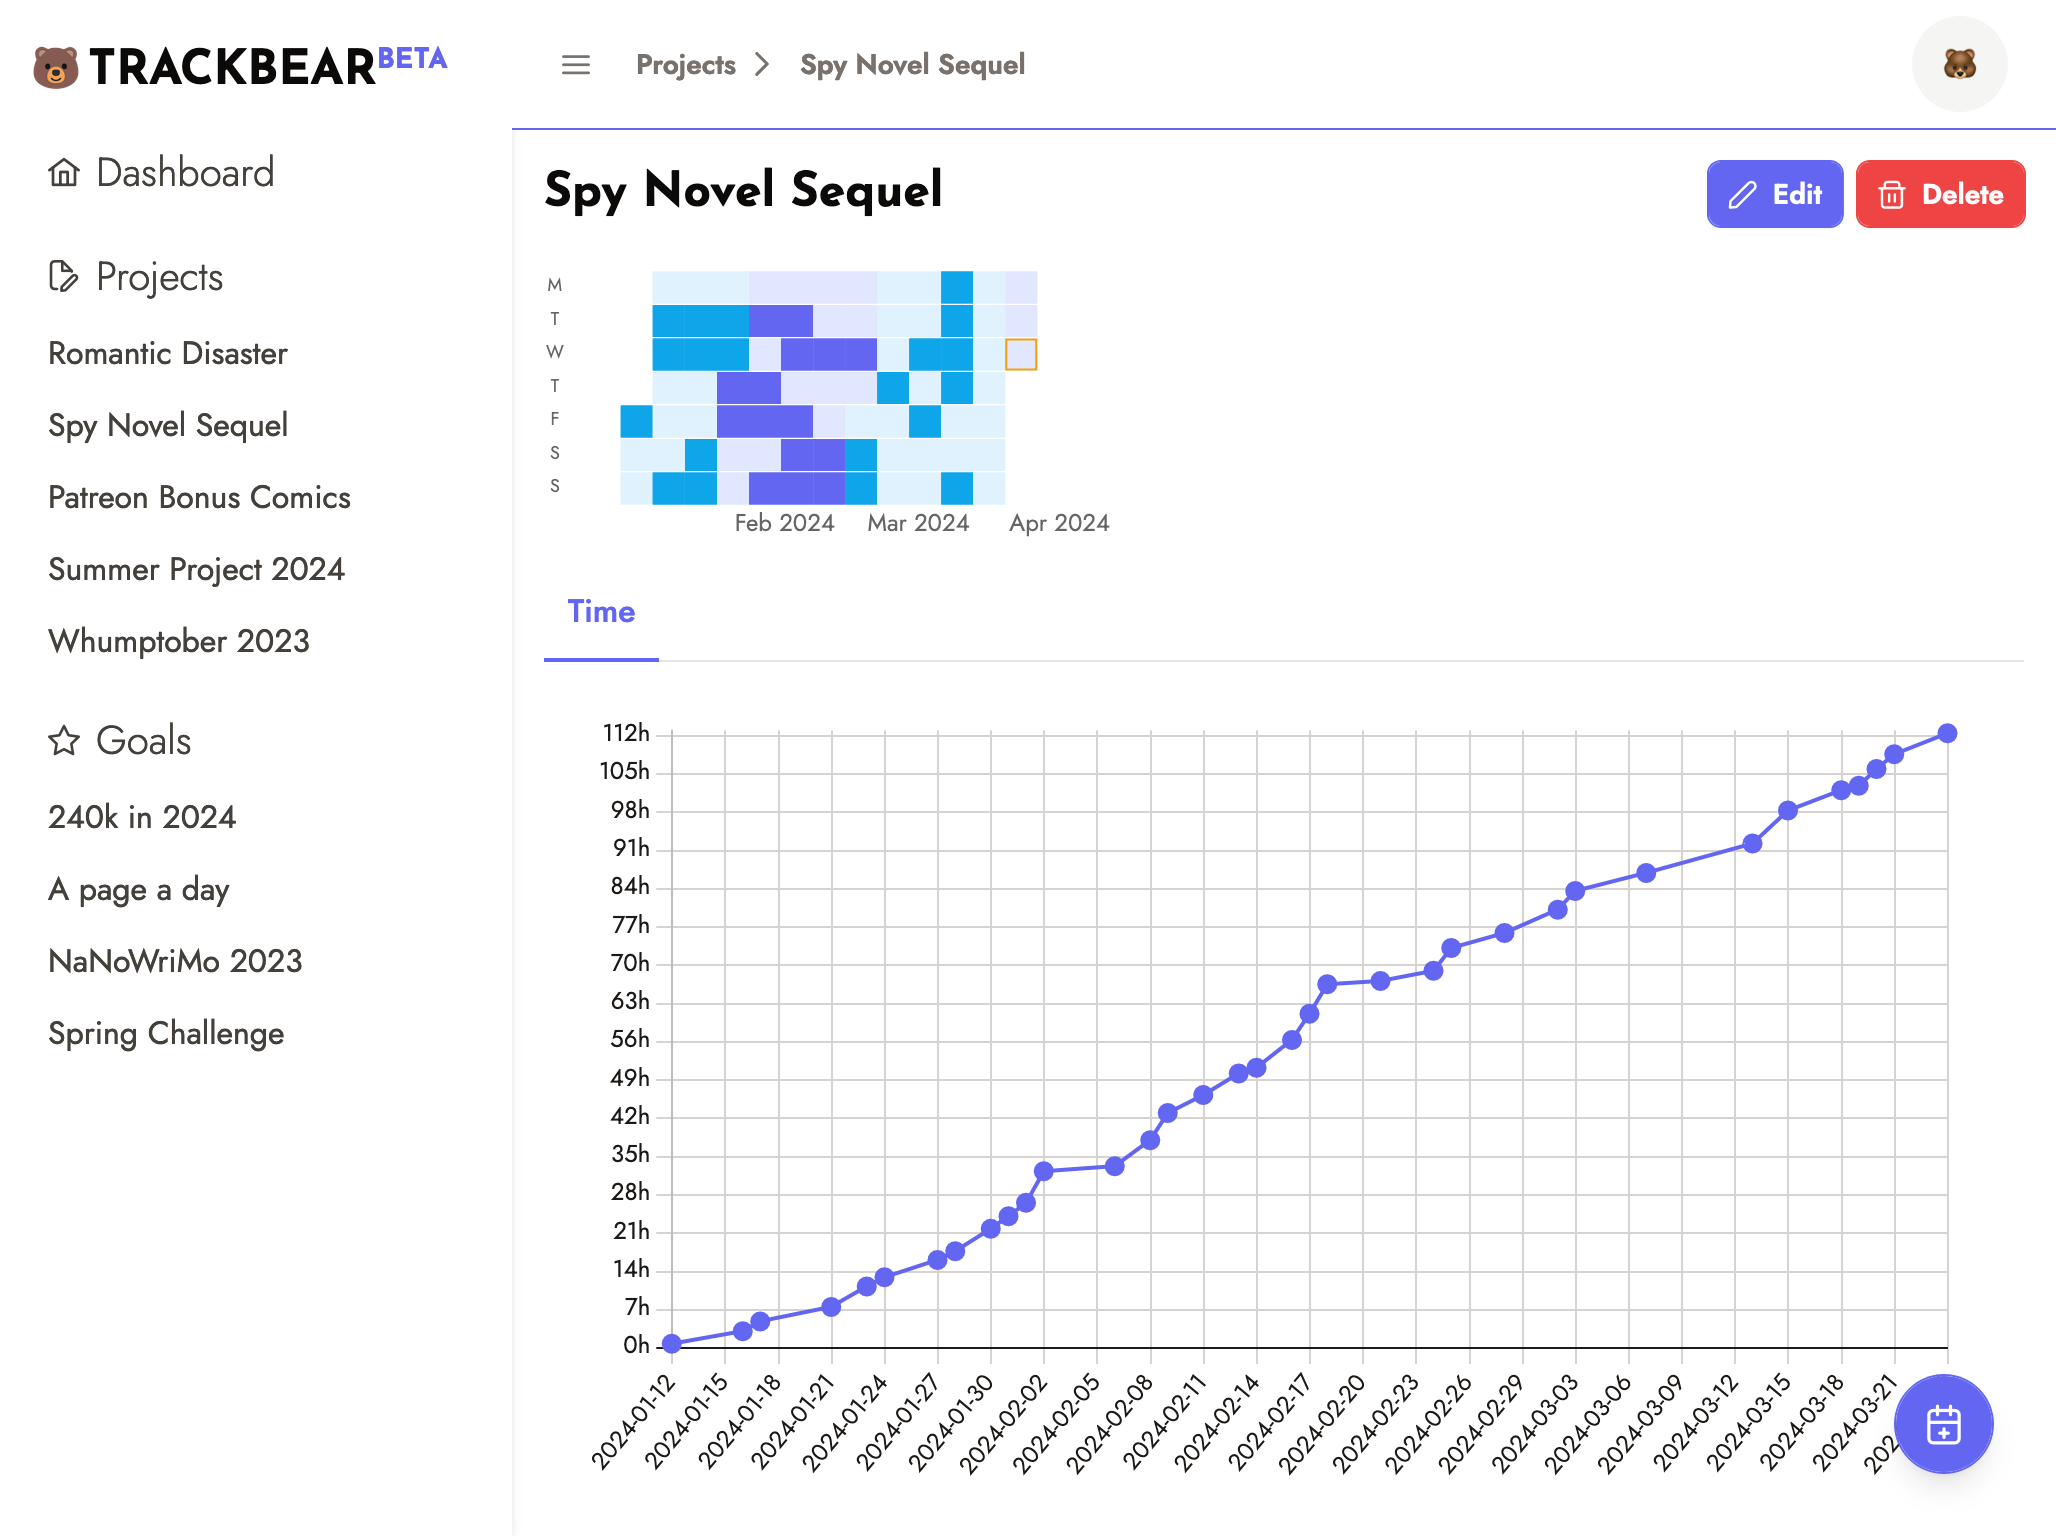 TRACKBEAR BETA
Projects
Spy Novel Sequel
Dashboard
Projects
Romantic Disaster
Spy Novel Sequel
Patreon Bonus Comics
Summer Project 2024
Whumptober 2023
Goals
240k in 2024
A page a day
NaNoWriMo 2023
Spring Challenge
Spy Novel Sequel
Edit
Delete
M
T
W
T
F
S
S
Feb 2024 Mar 2024 Apr 2024
Time
112h
105h
98h
91h
84h
77h
70h
63h
56h
49h
42h
35h
28h
21h
14h
7h
0h
2024-01-12
2024-01-15
2024-01-18
2024-01-21
2024-01-24
2024-01-27
2024-01-30
2024-02-02
2024-02-05
2024-02-08
2024-02-11
2024-02-14
2024-02-17
2024-02-20
2024-02-23
2024-02-26
2024-02-29
2024-03-03
2024-03-06
2024-03-09
2024-03-12
2024-03-15
2024-03-18
2024-03-21